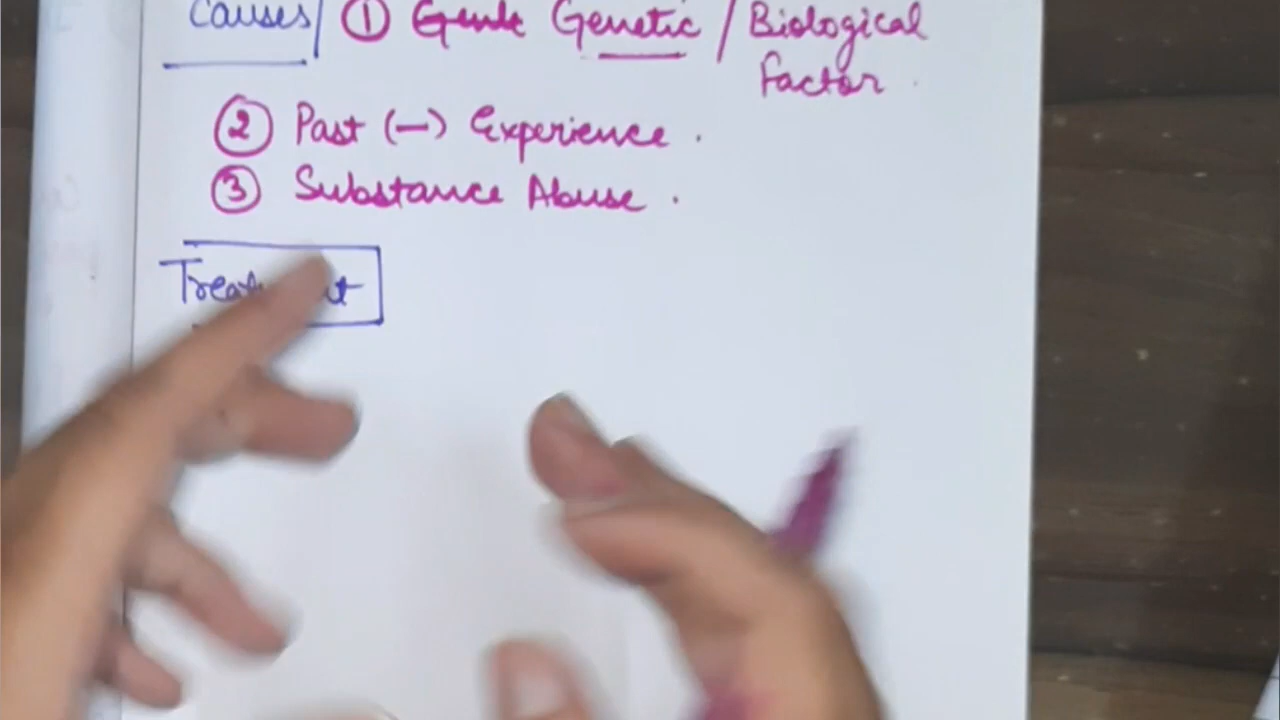 Causes/ ① Genetic / Biological
Factor.
② Past (-) Experience.
③ Substance Abuse.